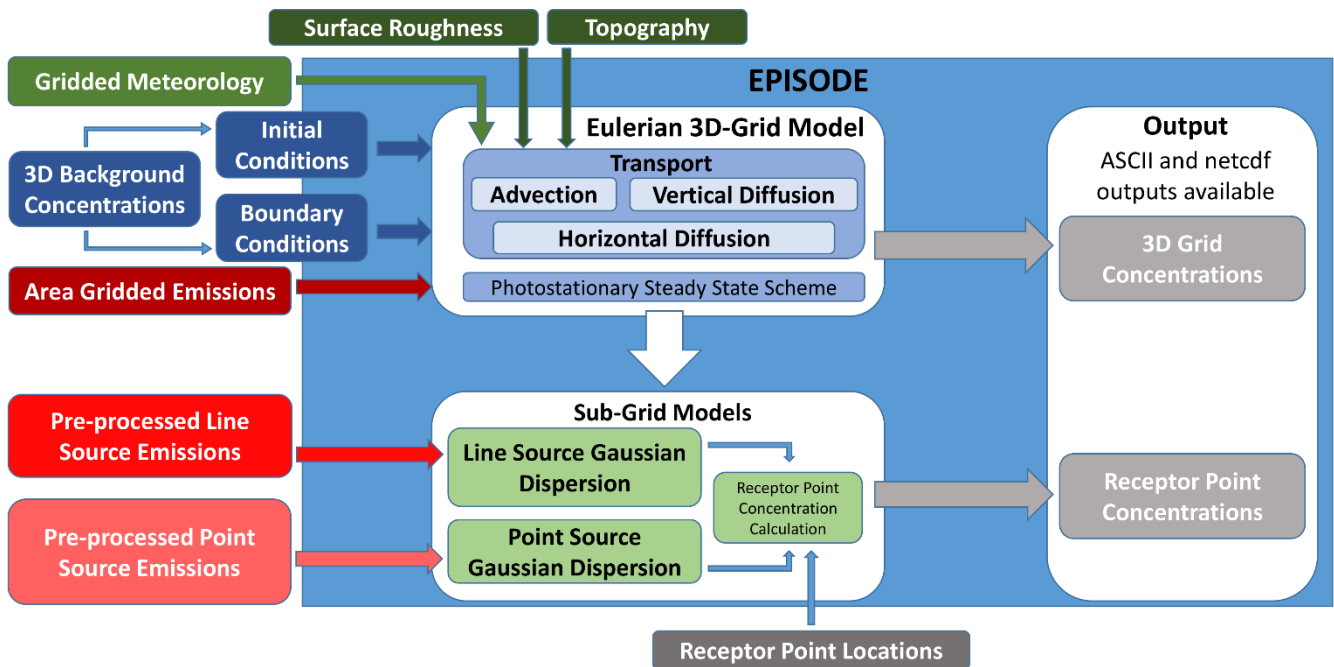 Surface Roughness
Topography
Gridded Meteorology
EPISODE
Initial
Conditions
3D Background
Concentrations
Boundary
Conditions
Area Gridded Emissions
Eulerian 3D-Grid Model
Transport
Advection
Vertical Diffusion
Horizontal Diffusion
Photostationary Steady State Scheme
Output
ASCII and netcdf
outputs available
3D Grid
Concentrations
Pre-processed Line
Source Emissions
Pre-processed Point
Source Emissions
Sub-Grid Models
Line Source Gaussian
Dispersion
Point Source
Gaussian Dispersion
Receptor Point
Concentration
Calculation
Receptor Point
Concentrations
Receptor Point Locations